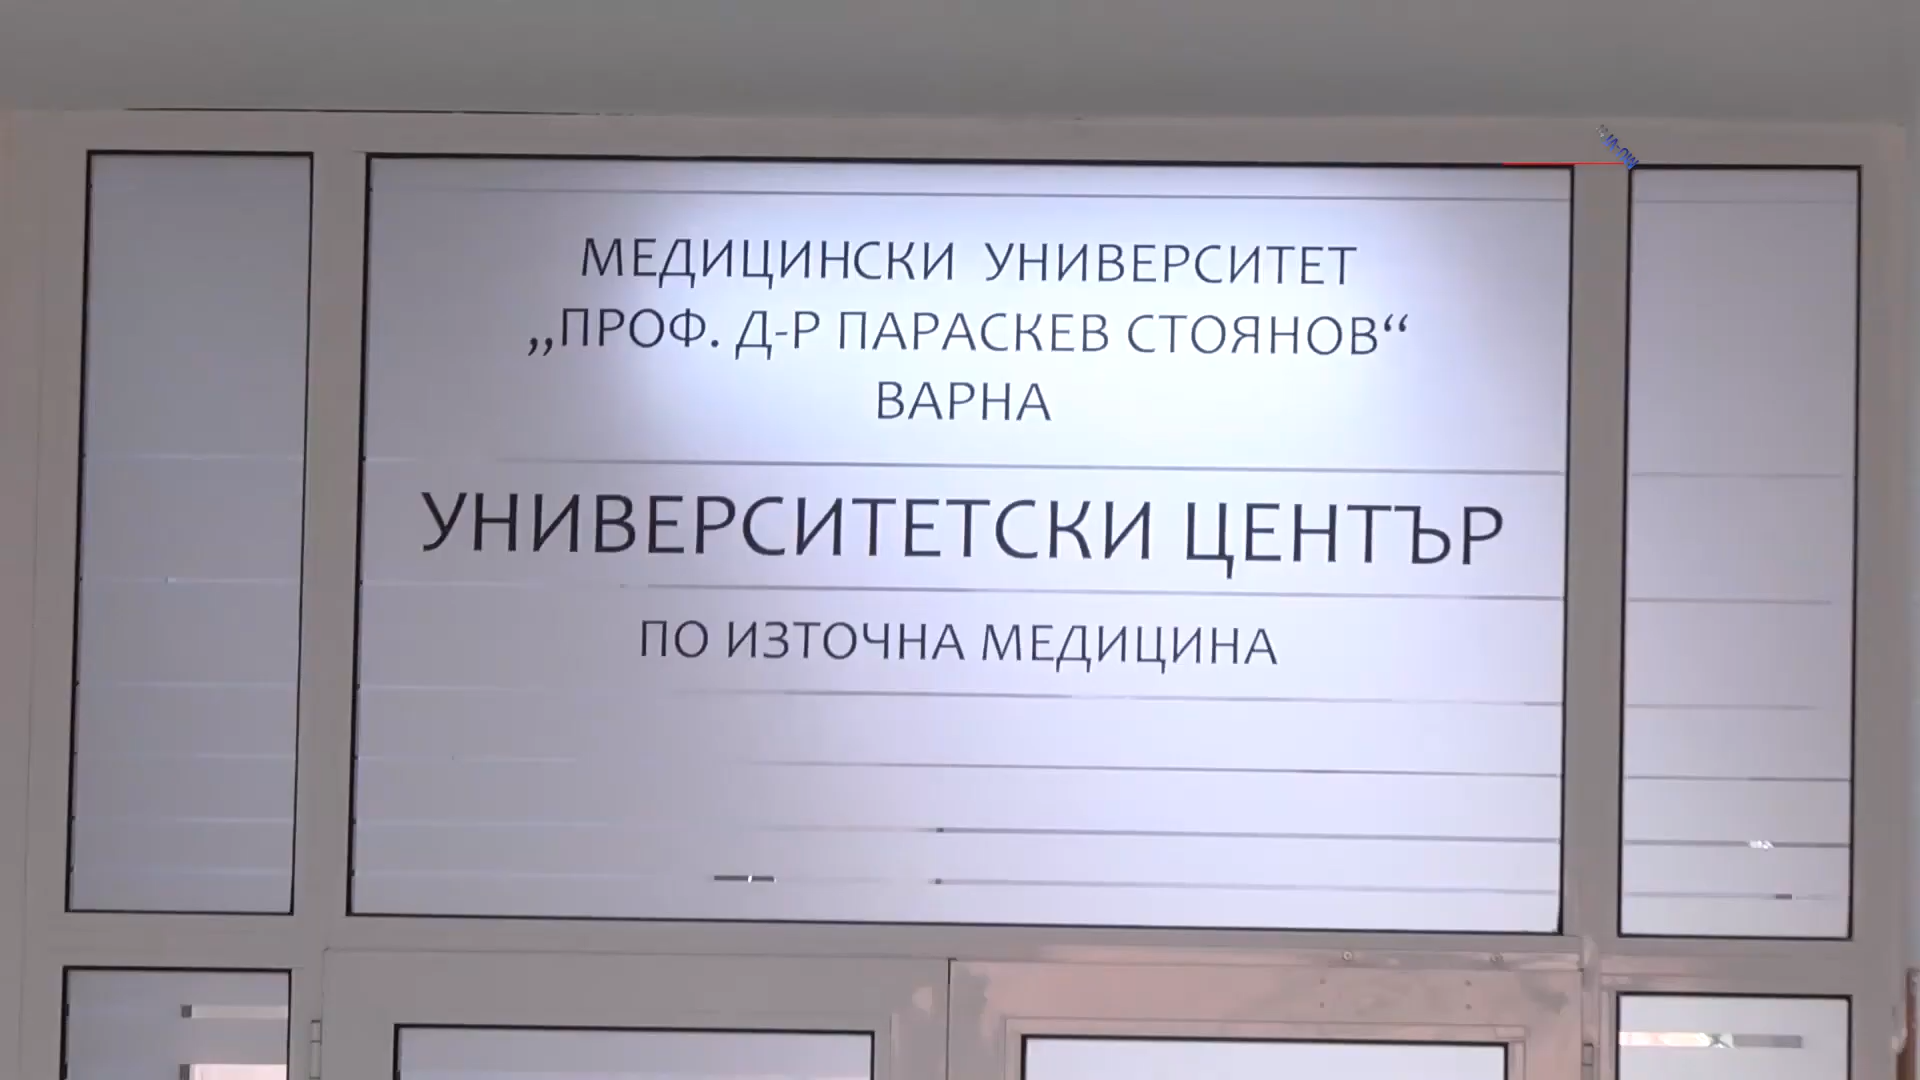 МЕДИЦИНСКИ УНИВЕРСИТЕТ
„ПРОФ. Д-Р ПАРАСКЕВ СТОЯНОВ“
ВАРНА
УНИВЕРСИТЕТСКИ ЦЕНТЪР
ПО ИЗТОЧНА МЕДИЦИНА